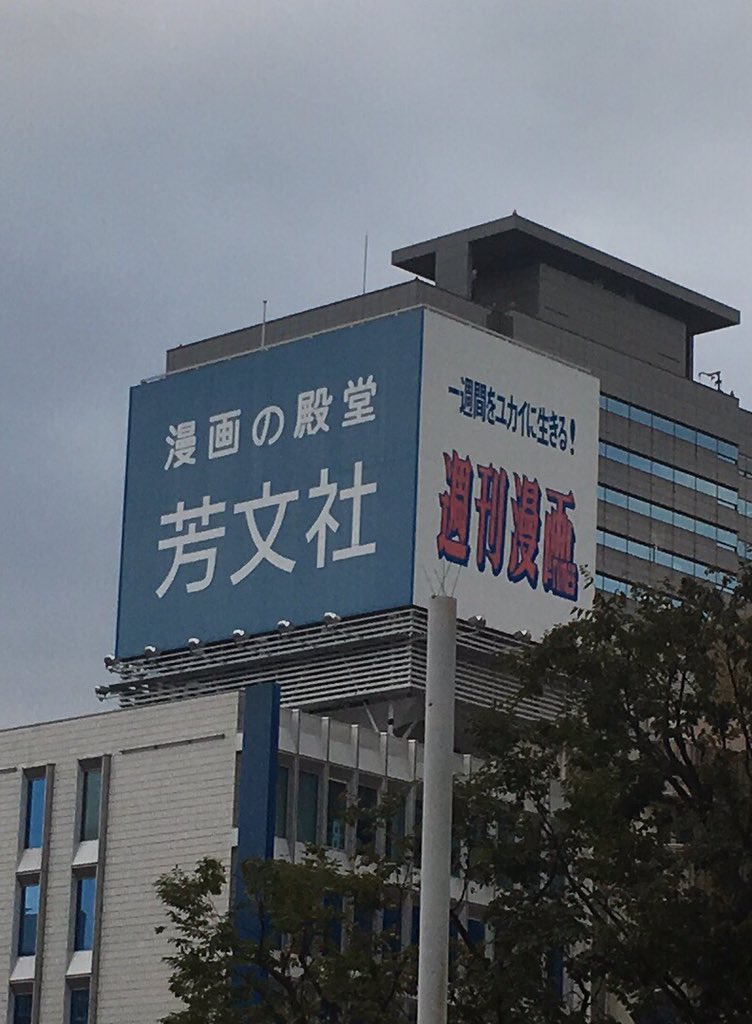 漫画の殿堂
芳文社
一週間をユカイに生きる!
週刊漫画